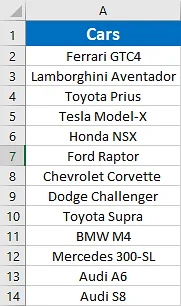 A
1 Cars
2 Ferrari GTC4
3 Lamborghini Aventador
4 Toyota Prius
5 Tesla Model-X
6 Honda NSX
7 Ford Raptor
8 Chevrolet Corvette
9 Dodge Challenger
10 Toyota Supra
11 BMW M4
12 Mercedes 300-SL
13 Audi A6
14 Audi S8